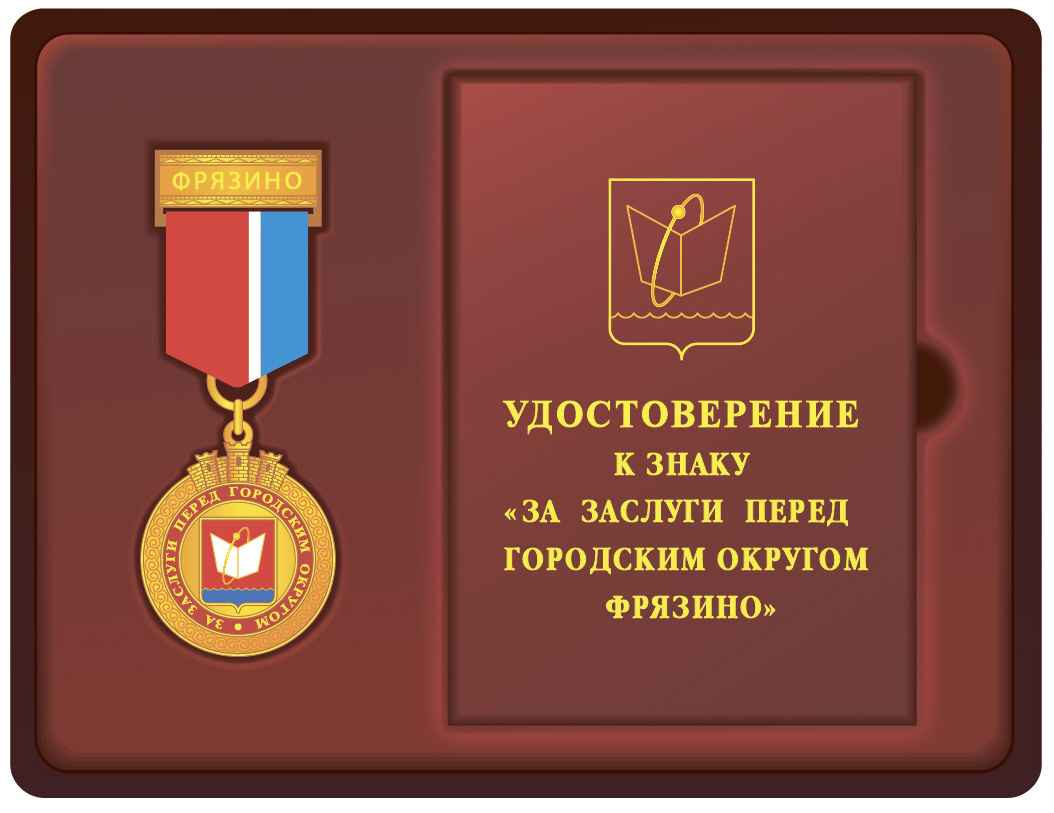 ФРЯЗИНО
ЗА ЗАСЛУГИ ПЕРЕД ГОРОДСКИМ ОКРУГОМ
УДОСТОВЕРЕНИЕ
К ЗНАКУ
«ЗА ЗАСЛУГИ ПЕРЕД
ГОРОДСКИМ ОКРУГОМ
ФРЯЗИНО»